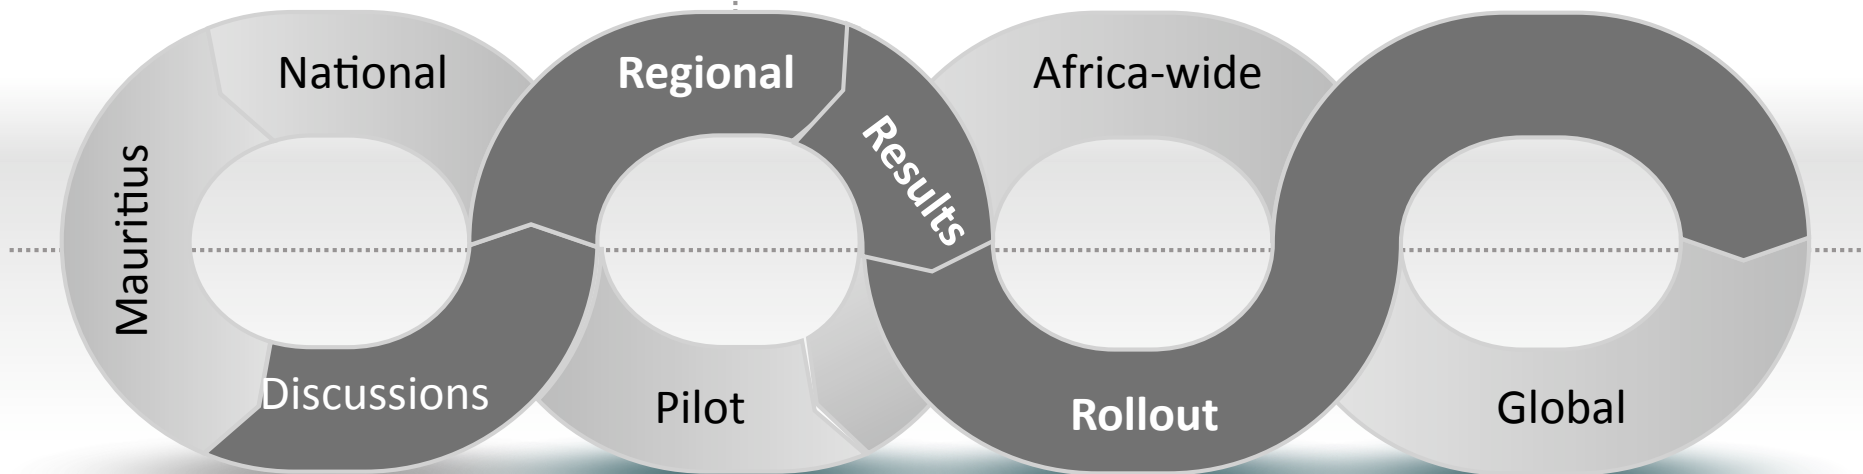 National
Regional
Africa-wide
Mauritius
Results
Discussions
Pilot
Rollout
Global